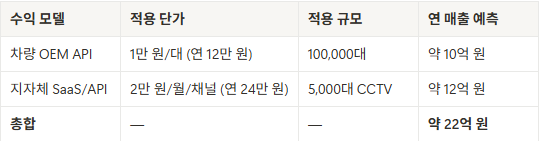 수익 모델 적용 단가 적용 규모 연 매출 예측
차량 OEM API 1만 원/대 (연 12만 원) 100,000대 약 10억 원
지자체 SaaS/API 2만 원/월/채널 (연 24만 원) 5,000대 CCTV 약 12억 원
총합 — — 약 22억 원